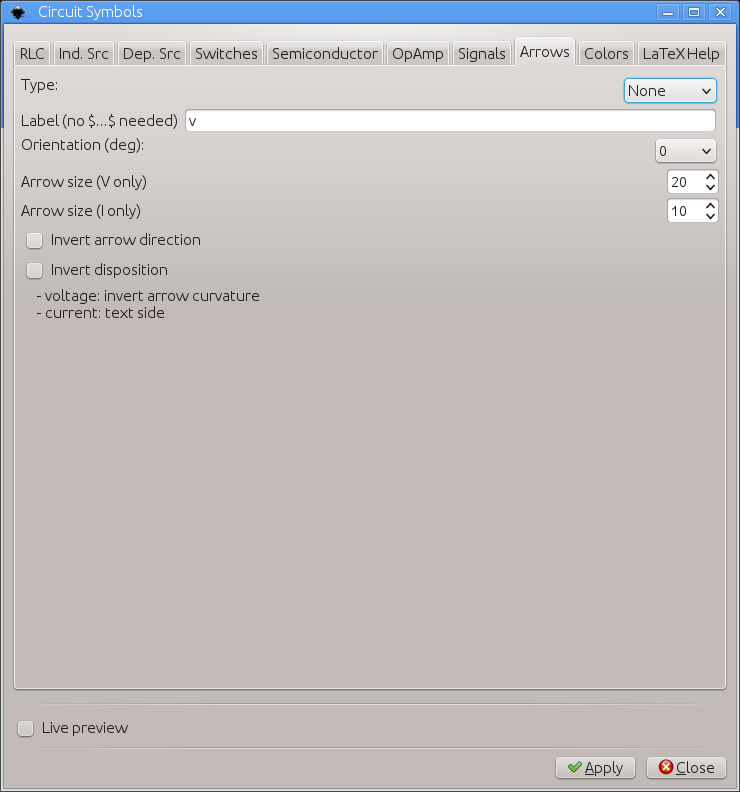 Circuit Symbols
RLC Ind. Src Dep. Src Switches Semiconductor OpAmp Signals Arrows Colors LaTeXHelp
Type: None
Label (no $...$ needed) v
Orientation (deg): 0
Arrow size (V only) 20
Arrow size (I only) 10
Invert arrow direction
Invert disposition
- voltage: invert arrow curvature
- current: text side
Live preview
Apply Close